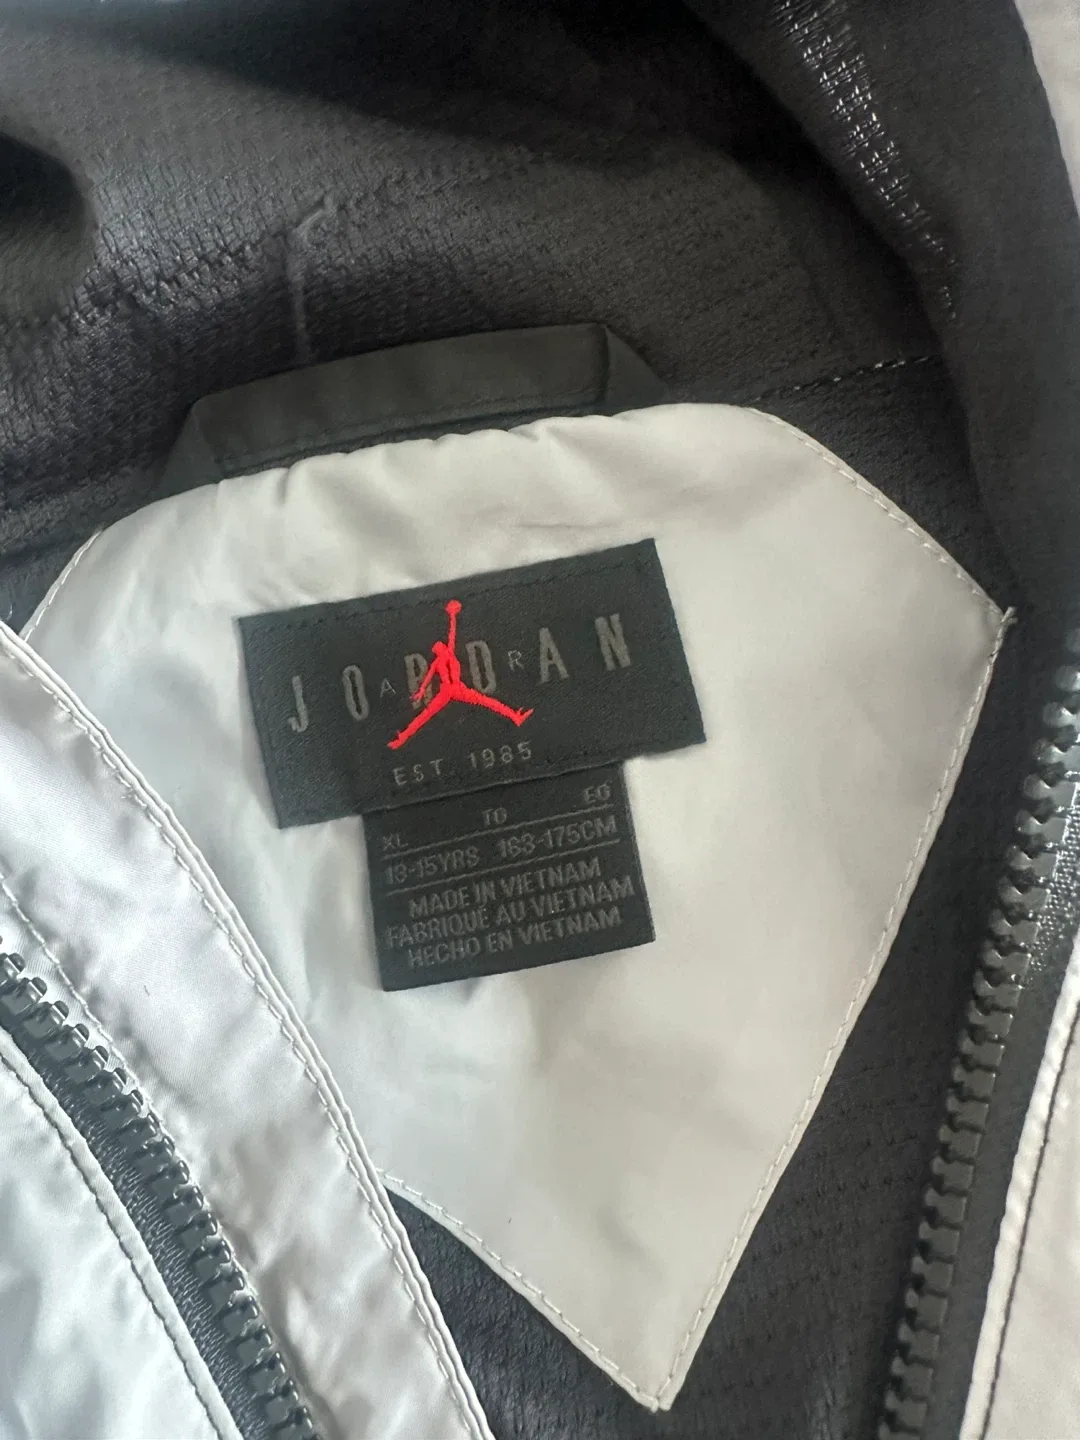 JORDAN
AIR
EST 1985
XL TG EG
13-15YRS 163-175CM
MADE IN VIETNAM
FABRIQUÉ AU VIETNAM
HECHO EN VIETNAM